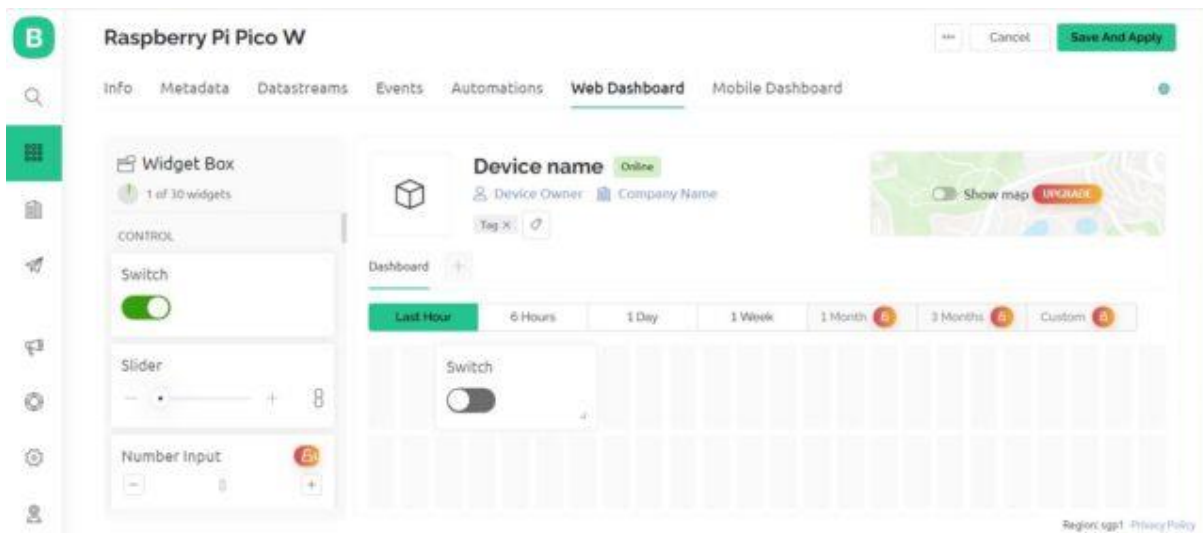 B
Raspberry Pi Pico W
Cancel
Save And Apply
Info Metadata Datastreams Events Automations Web Dashboard Mobile Dashboard
Widget Box
1 of 30 widgets
CONTROL
Switch
Slider
8
Number Input
8
Device name Online
Device Owner Company Name
Tag X
Show map UPGRADE
Dashboard
Last Hour 6 Hours 1 Day 1 Week 1 Month 3 Months Custom
Switch
Region: sgp1 Privacy Policy